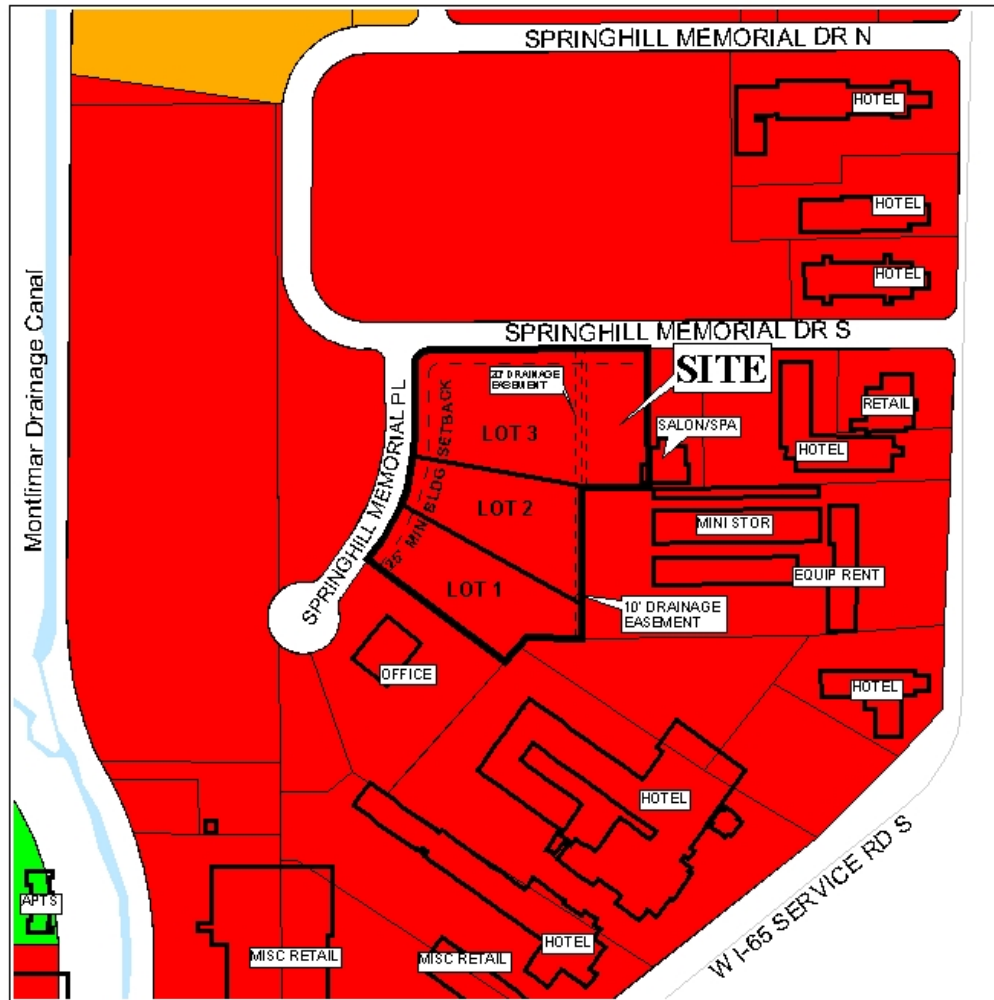 SPRINGHILL MEMORIAL DR N
HOTEL
HOTEL
HOTEL
Montlimar Drainage Canal
SPRINGHILL MEMORIAL DR S
SITE
20' DRAINAGE
EASEMENT
SPRINGHILL MEMORIAL PL
25' MIN BLDG SETBACK
LOT 3
SALON/SPA
RETAIL
HOTEL
LOT 2
MINI STOR
EQUIP RENT
LOT 1
10' DRAINAGE
EASEMENT
OFFICE
HOTEL
HOTEL
W I-65 SERVICE RD S
APTS
MISC RETAIL
MISC RETAIL
HOTEL